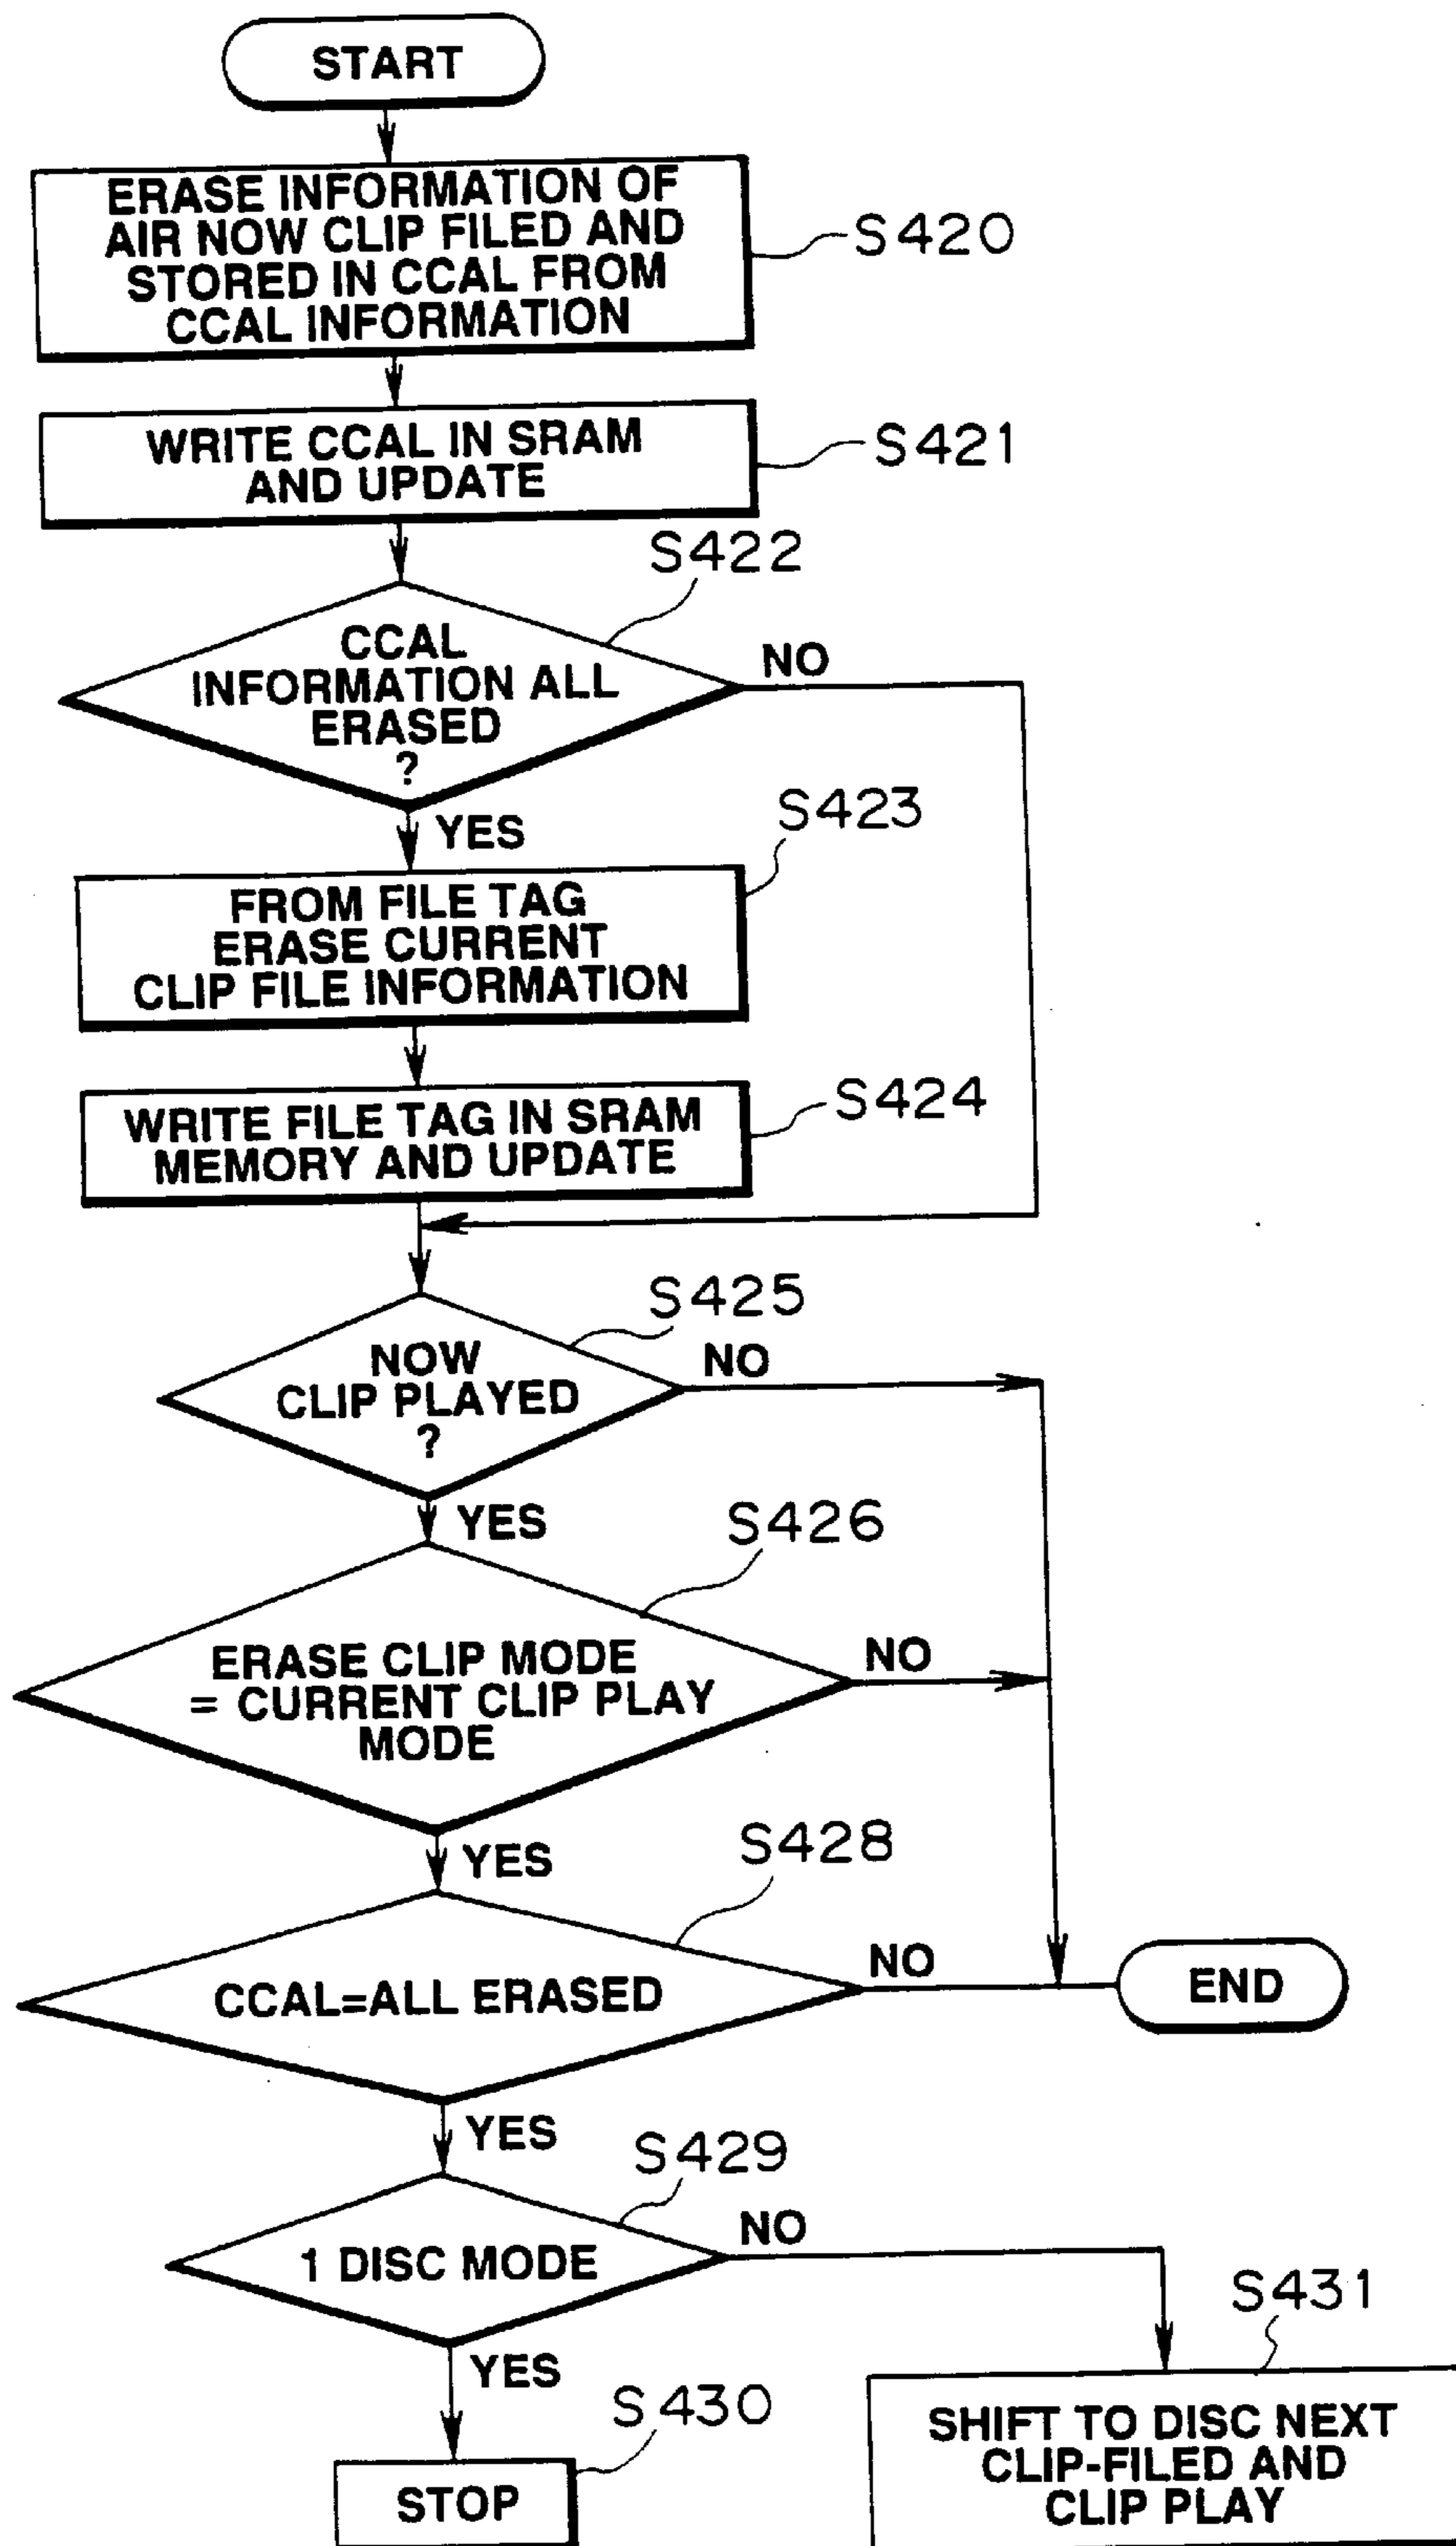 START
ERASE INFORMATION OF
AIR NOW CLIP FILED AND
STORED IN CCAL FROM
CCAL INFORMATION
S420
WRITE CCAL IN SRAM
AND UPDATE
S421
S422
CCAL
INFORMATION ALL
ERASED
?
NO
YES
S423
FROM FILE TAG
ERASE CURRENT
CLIP FILE INFORMATION
WRITE FILE TAG IN SRAM
MEMORY AND UPDATE
S424
S425
NOW
CLIP PLAYED
?
NO
YES
S426
ERASE CLIP MODE
= CURRENT CLIP PLAY
MODE
NO
YES
S428
CCAL=ALL ERASED
NO
END
YES
S429
1 DISC MODE
NO
YES
S430
STOP
S431
SHIFT TO DISC NEXT
CLIP-FILED AND
CLIP PLAY